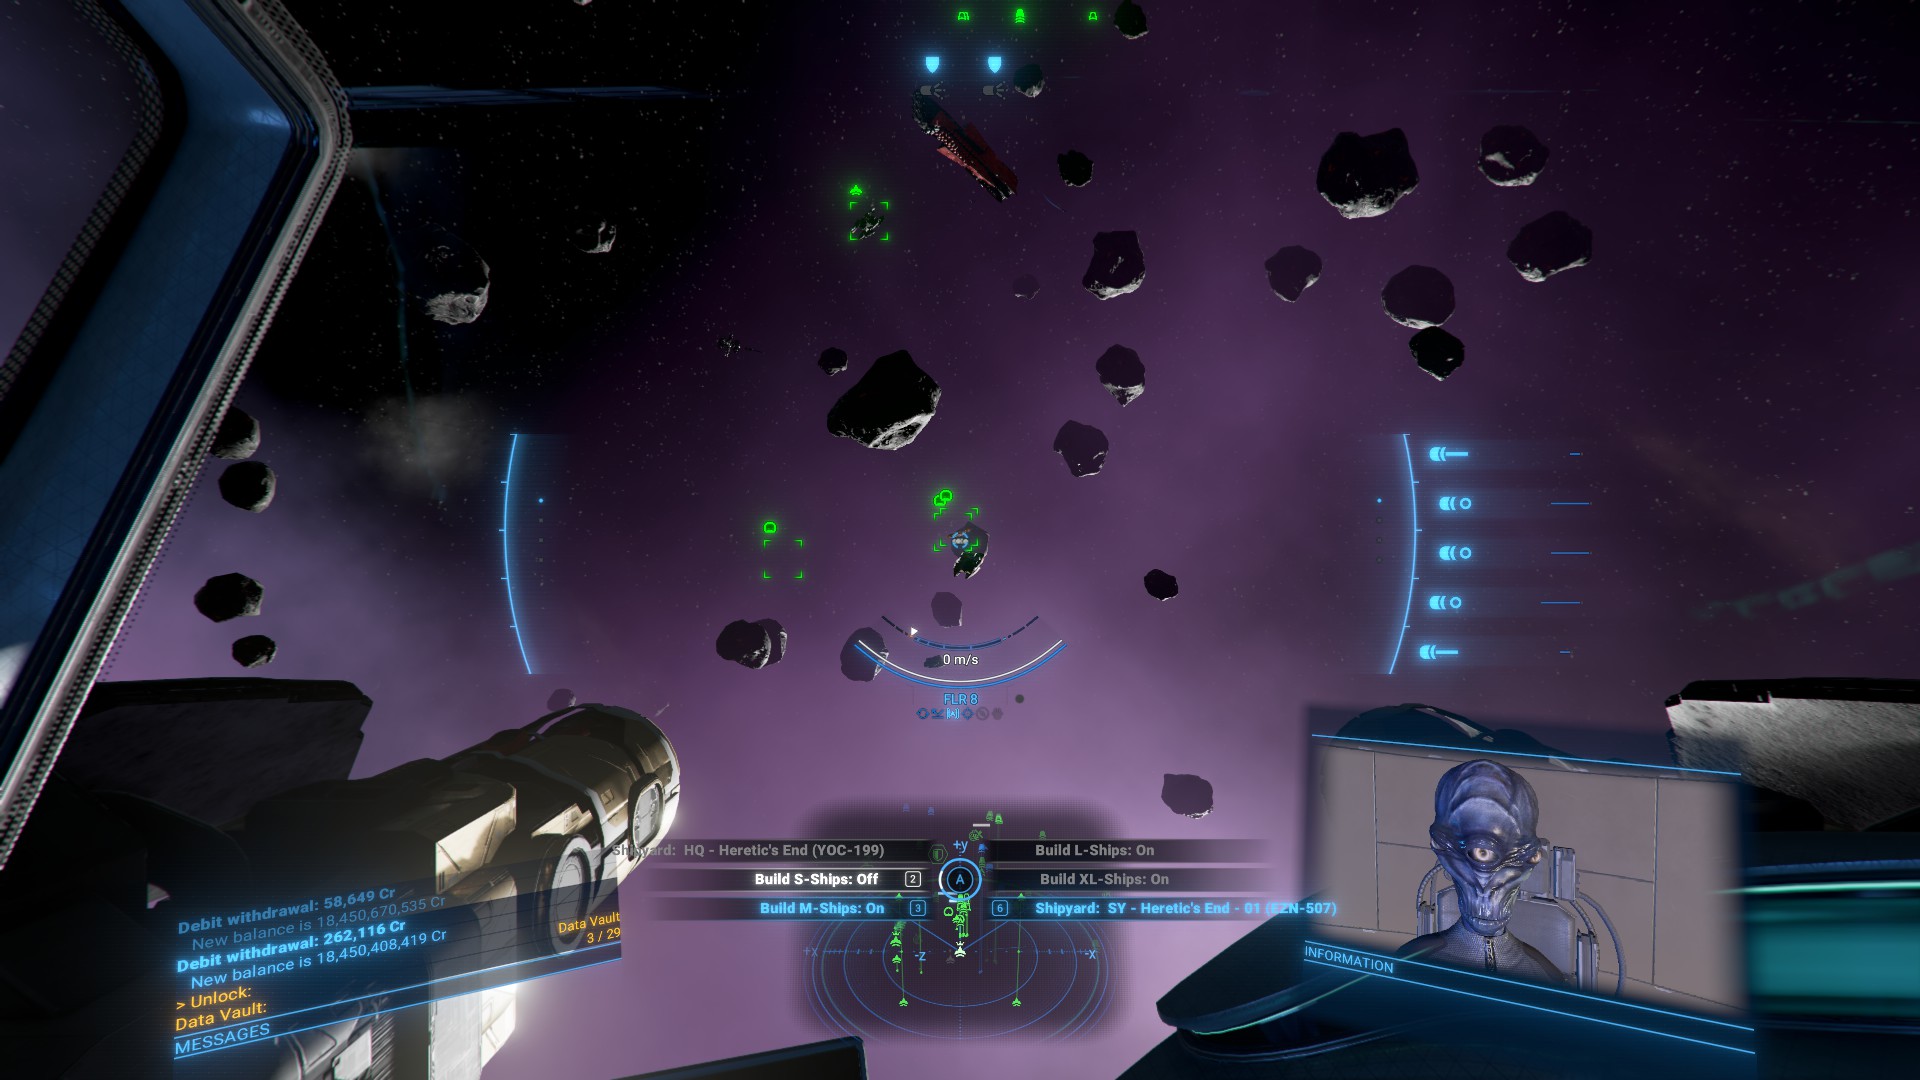 0 m/s
FLR 8
+y
Shipyard: HQ - Heretic's End (YOC-199)
Build L-Ships: On
Build S-Ships: Off 2
A
Build XL-Ships: On
Build M-Ships: On 3
6 Shipyard: SY - Heretic's End - 01 (EZN-507)
+X
-Z
-X
Debit withdrawal: 58,649 Cr
New balance is 18,450,670,535 Cr
Debit withdrawal: 262,116 Cr
New balance is 18,450,408,419 Cr
> Unlock:
Data Vault:
Data Vault
3 / 29
MESSAGES
INFORMATION